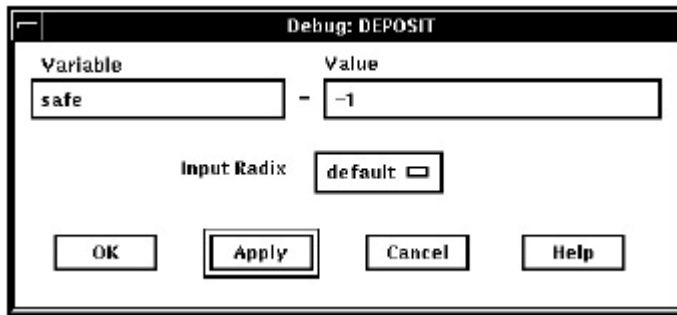 Debug: DEPOSIT
Variable Value
safe - -1
Input Radix default
OK Apply Cancel Help